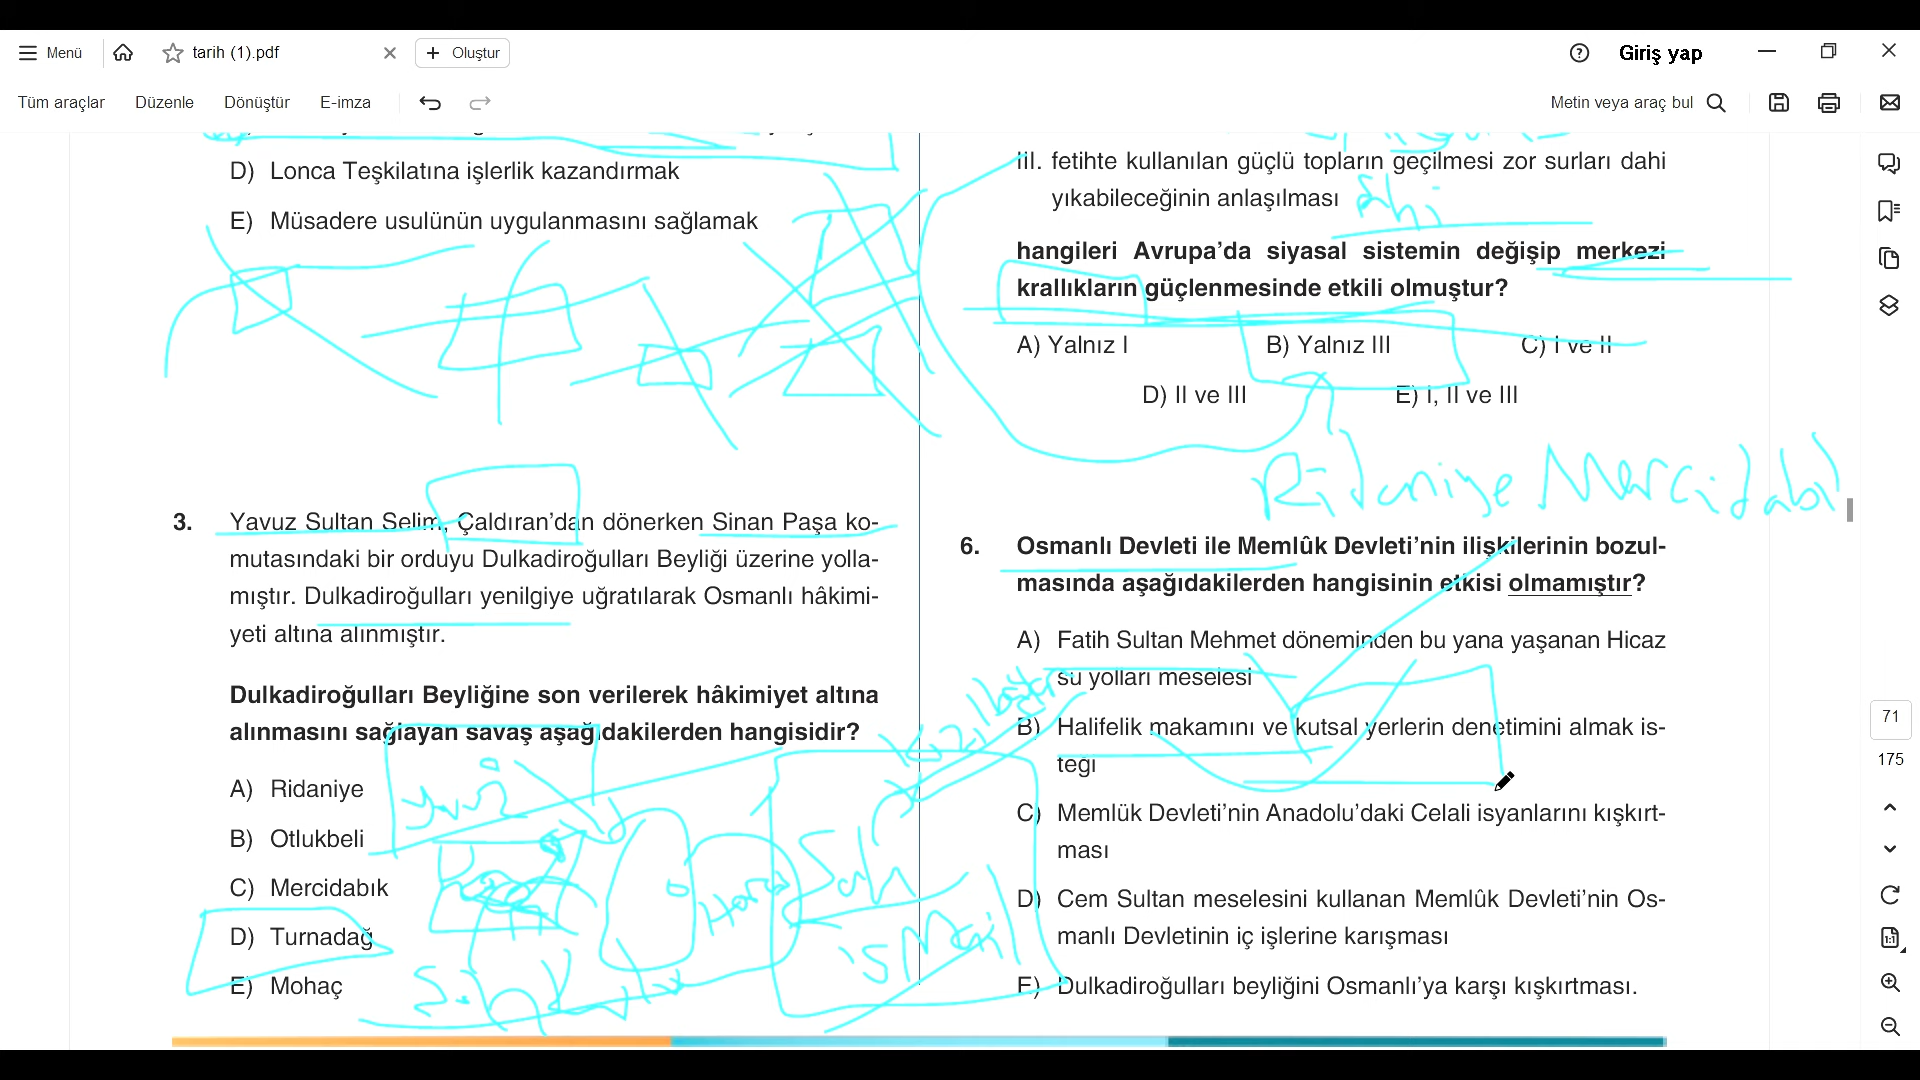 Menü
tarih (1).pdf
Oluştur
Giriş yap
Tüm araçlar
Düzenle
Dönüştür
E-imza
Metin veya araç bul
D) Lonca Teşkilatına işlerlik kazandırmak
E) Müsadere usulünün uygulanmasını sağlamak
3. Yavuz Sultan Selim, Çaldıran’dan dönerken Sinan Paşa ko-
mutasındaki bir orduyu Dulkadiroğulları Beyliği üzerine yolla-
mıştır. Dulkadiroğulları yenilgiye uğratılarak Osmanlı hâkimi-
yeti altına alınmıştır.
Dulkadiroğulları Beyliğine son verilerek hâkimiyet altına
alınmasını sağlayan savaş aşağıdakilerden hangisidir?
A) Ridaniye
B) Otlukbeli
C) Mercidabık
D) Turnadağ
E) Mohaç
Şah
İsmail
III. fetihte kullanılan güçlü topların geçilmesi zor surları dahi
yıkabileceğinin anlaşılması
Şahi
hangileri Avrupa’da siyasal sistemin değişip merkezi
krallıkların güçlenmesinde etkili olmuştur?
A) Yalnız I
B) Yalnız III
C) I ve II
D) II ve III
E) I, II ve III
Ridaniye Mercidabık
6. Osmanlı Devleti ile Memlûk Devleti’nin ilişkilerinin bozul-
masında aşağıdakilerden hangisinin etkisi olmamıştır?
A) Fatih Sultan Mehmet döneminden bu yana yaşanan Hicaz
su yolları meselesi
B) Halifelik makamını ve kutsal yerlerin denetimini almak is-
teği
C) Memlük Devleti’nin Anadolu’daki Celali isyanlarını kışkırt-
ması
D) Cem Sultan meselesini kullanan Memlûk Devleti’nin Os-
manlı Devletinin iç işlerine karışması
E) Dulkadiroğulları beyliğini Osmanlı’ya karşı kışkırtması.
71
175
1:1